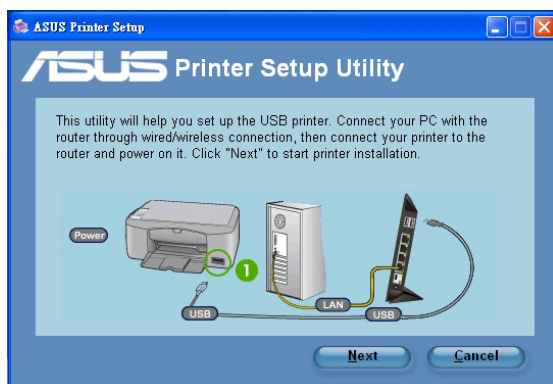 ASUS Printer Setup
ASUS Printer Setup Utility
This utility will help you set up the USB printer. Connect your PC with the
router through wired/wireless connection, then connect your printer to the
router and power on it. Click "Next" to start printer installation.
Power
1
LAN
USB
USB
Next
Cancel